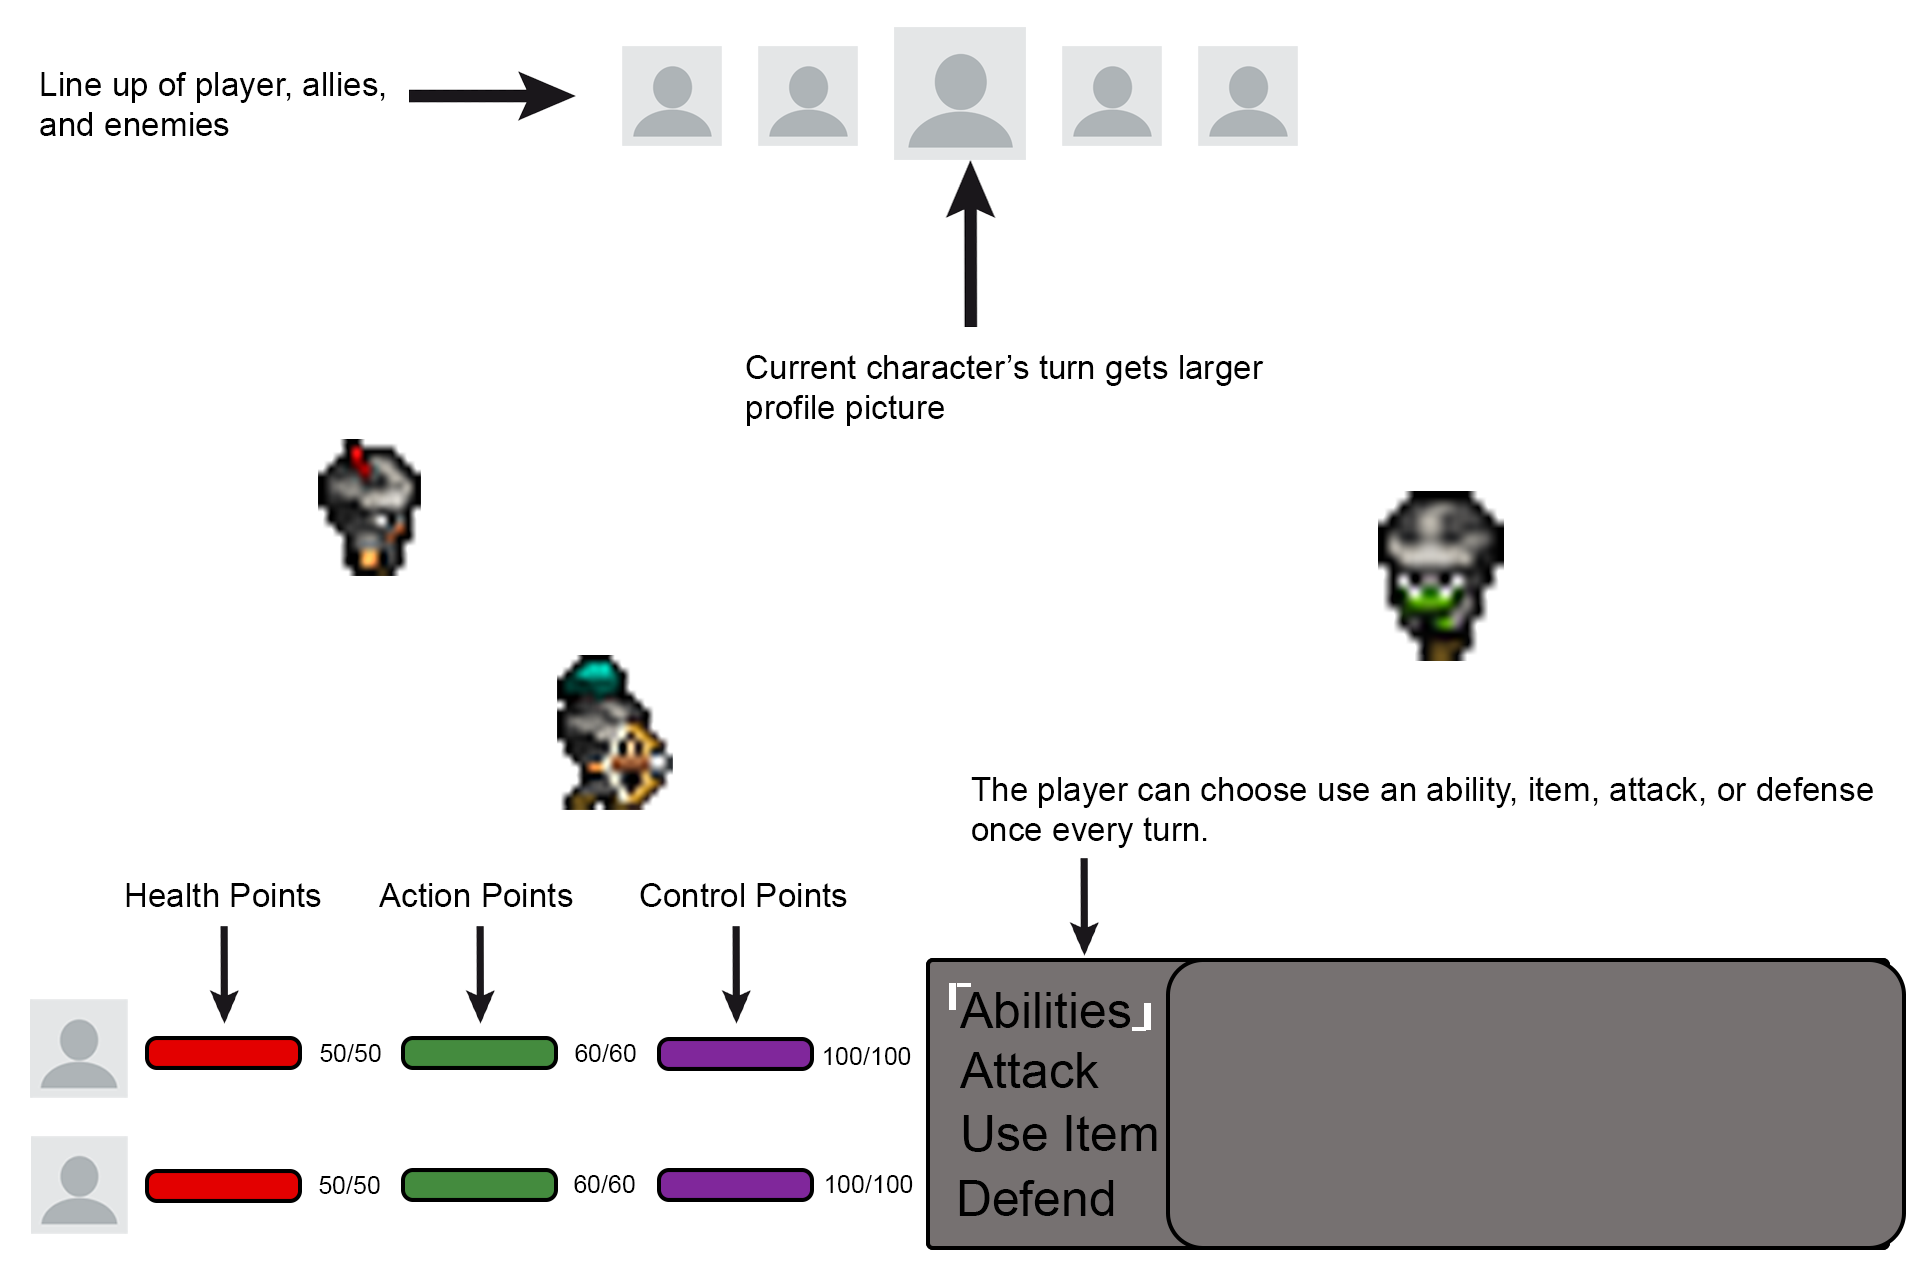 Line up of player, allies,
and enemies
Current character’s turn gets larger
profile picture
The player can choose use an ability, item, attack, or defense
once every turn.
Health Points
Action Points
Control Points
50/50
60/60
100/100
50/50
60/60
100/100
「Abilities」
Attack
Use Item
Defend